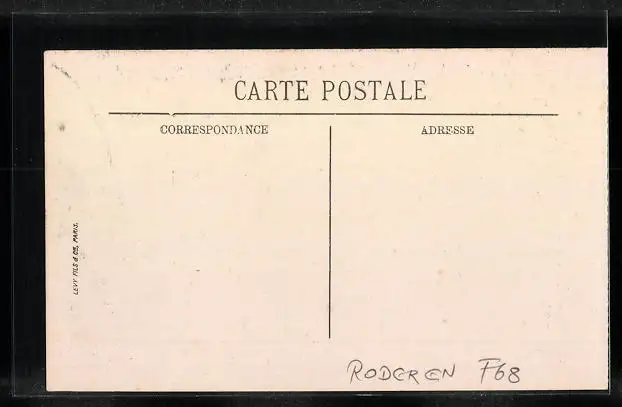 CARTE POSTALE
CORRESPONDANCE
ADRESSE
LEVY FILS & CIE, PARIS.
RODEREN F68